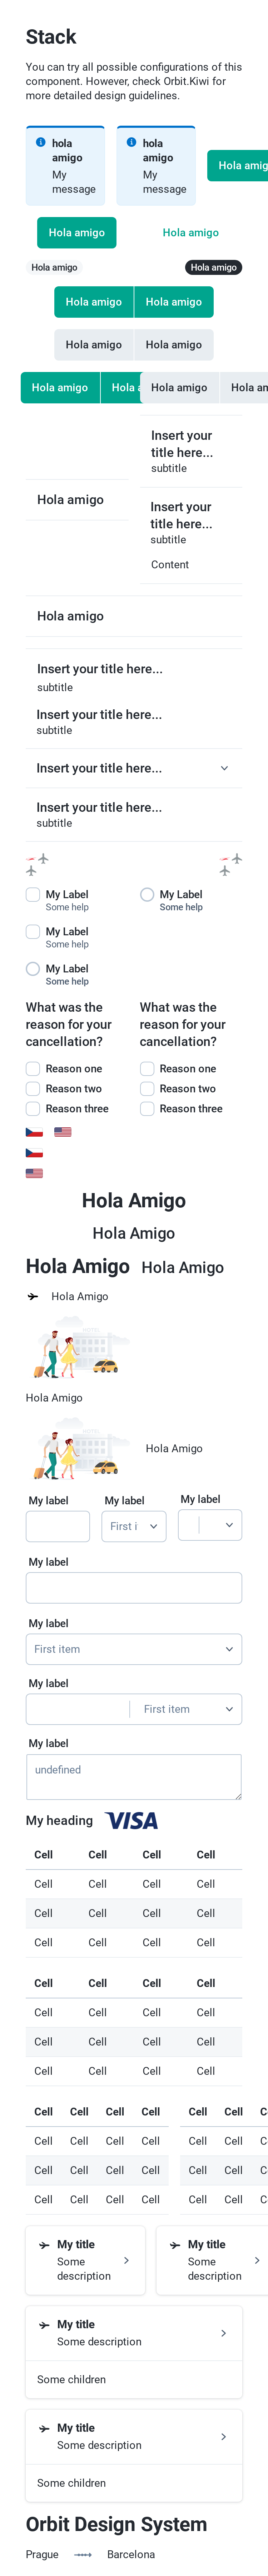 Stack
You can try all possible configurations of this
component. However, check Orbit.Kiwi for
more detailed design guidelines.
hola amigo
My message
hola amigo
My message
Hola amig
Hola amigo
Hola amigo
Hola amigo
Hola amigo
Hola amigo Hola amigo
Hola amigo Hola amigo
Hola amigo Hola a Hola amigo Hola am
Hola amigo
Insert your
title here...
subtitle
Insert your
title here...
subtitle
Content
Hola amigo
Insert your title here...
subtitle
Insert your title here...
subtitle
Insert your title here...
Insert your title here...
subtitle
My Label
Some help
My Label
Some help
My Label
Some help
My Label
Some help
What was the
reason for your
cancellation?
Reason one
Reason two
Reason three
What was the
reason for your
cancellation?
Reason one
Reason two
Reason three
Hola Amigo
Hola Amigo
Hola Amigo Hola Amigo
Hola Amigo
Hola Amigo
Hola Amigo
My label My label My label
First i
My label
My label
First item
My label
First item
My label
undefined
My heading VISA
Cell Cell Cell Cell
Cell Cell Cell Cell
Cell Cell Cell Cell
Cell Cell Cell Cell
Cell Cell Cell Cell
Cell Cell Cell Cell
Cell Cell Cell Cell
Cell Cell Cell Cell
Cell Cell Cell Cell Cell Cell C
Cell Cell Cell Cell Cell Cell C
Cell Cell Cell Cell Cell Cell C
Cell Cell Cell Cell Cell Cell C
My title
Some
description
My title
Some
description
My title
Some description
Some children
My title
Some description
Some children
Orbit Design System
Prague Barcelona